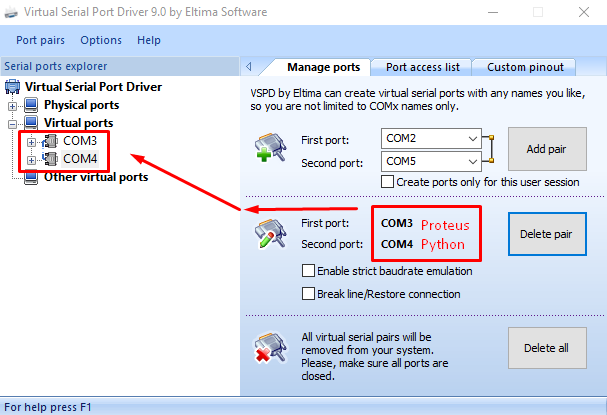 Virtual Serial Port Driver 9.0 by Eltima Software
Port pairs Options Help
Serial ports explorer
Virtual Serial Port Driver
Physical ports
Virtual ports
COM3
COM4
Other virtual ports
Manage ports Port access list Custom pinout
VSPD by Eltima can create virtual serial ports with any names you like,
so you are not limited to COMx names only.
First port: COM2
Second port: COM5
Add pair
Create ports only for this user session
First port: COM3 Proteus
Second port: COM4 Python
Delete pair
Enable strict baudrate emulation
Break line/Restore connection
All virtual serial pairs will be
removed from your system.
Please, make sure all ports are
closed.
Delete all
For help press F1